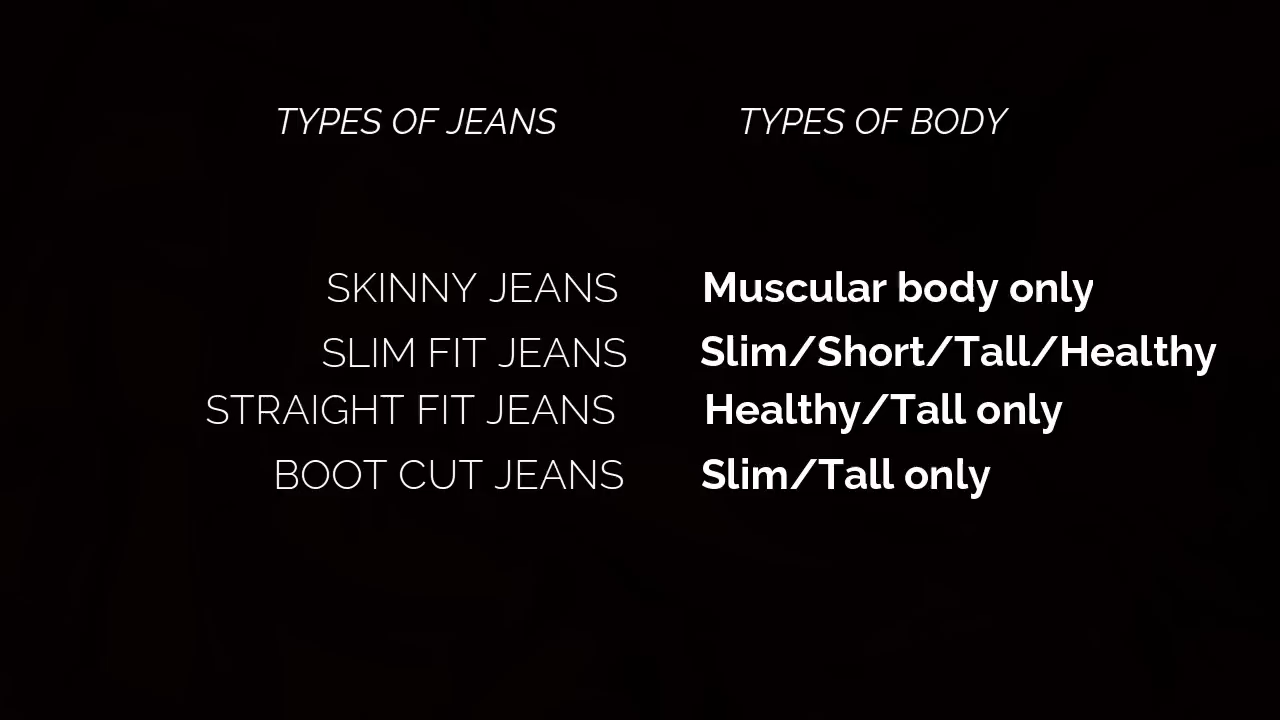 TYPES OF JEANS TYPES OF BODY
SKINNY JEANS Muscular body only
SLIM FIT JEANS Slim/Short/Tall/Healthy
STRAIGHT FIT JEANS Healthy/Tall only
BOOT CUT JEANS Slim/Tall only